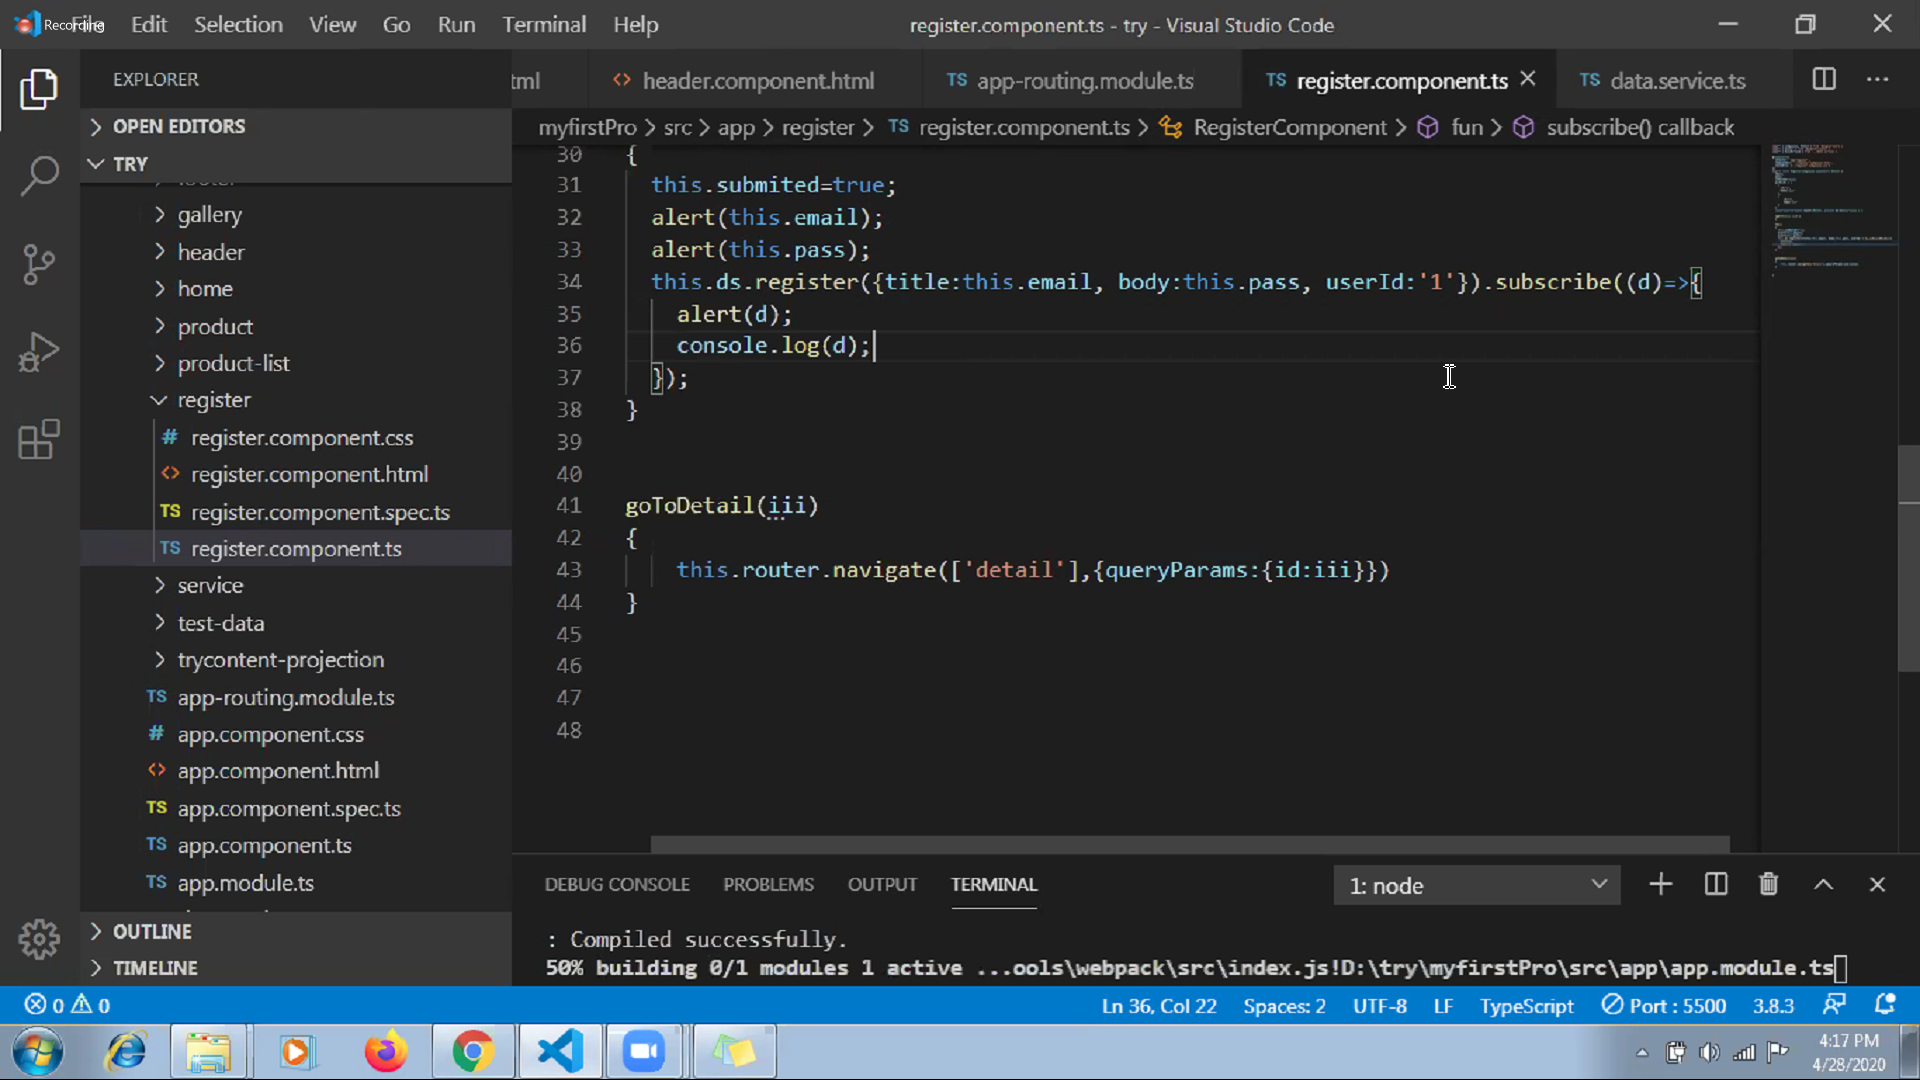 Recording
File Edit Selection View Go Run Terminal Help
register.component.ts - try - Visual Studio Code
EXPLORER
tml
<> header.component.html
TS app-routing.module.ts
TS register.component.ts ×
TS data.service.ts
OPEN EDITORS
myfirstPro > src > app > register > TS register.component.ts > RegisterComponent > fun > subscribe() callback
TRY
gallery
header
home
product
product-list
register
# register.component.css
<> register.component.html
TS register.component.spec.ts
TS register.component.ts
service
test-data
trycontent-projection
TS app-routing.module.ts
# app.component.css
<> app.component.html
TS app.component.spec.ts
TS app.component.ts
TS app.module.ts
OUTLINE
TIMELINE
30 {
31 this.submited=true;
32 alert(this.email);
33 alert(this.pass);
34 this.ds.register({title:this.email, body:this.pass, userId:'1'}).subscribe((d)=>{
35 alert(d);
36 console.log(d);
37 });
38 }
39
40
41 goToDetail(iii)
42 {
43 this.router.navigate(['detail'],{queryParams:{id:iii}})
44 }
45
46
47
48
DEBUG CONSOLE PROBLEMS OUTPUT TERMINAL
1: node
: Compiled successfully.
50% building 0/1 modules 1 active ...ools\webpack\src\index.js!D:\try\myfirstPro\src\app\app.module.ts
0 0
Ln 36, Col 22 Spaces: 2 UTF-8 LF TypeScript Port : 5500 3.8.3
4:17 PM
4/28/2020